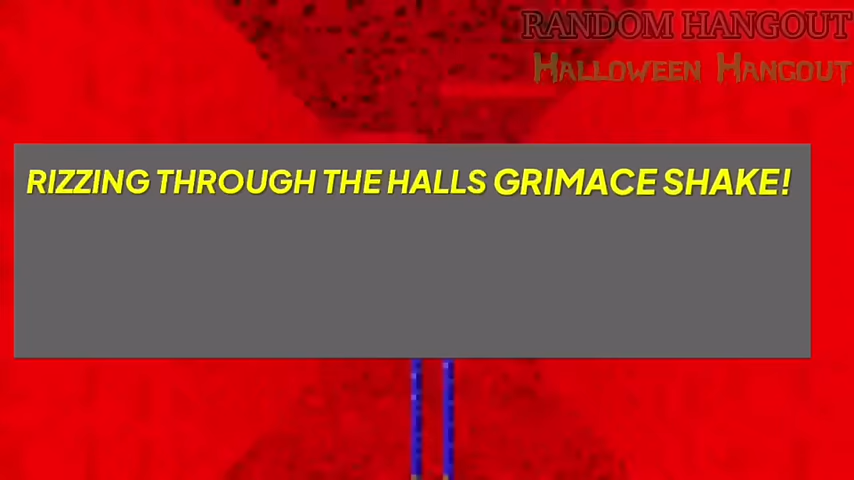 RANDOM HANGOUT
Halloween Hangout
RIZZING THROUGH THE HALLS GRIMACE SHAKE!